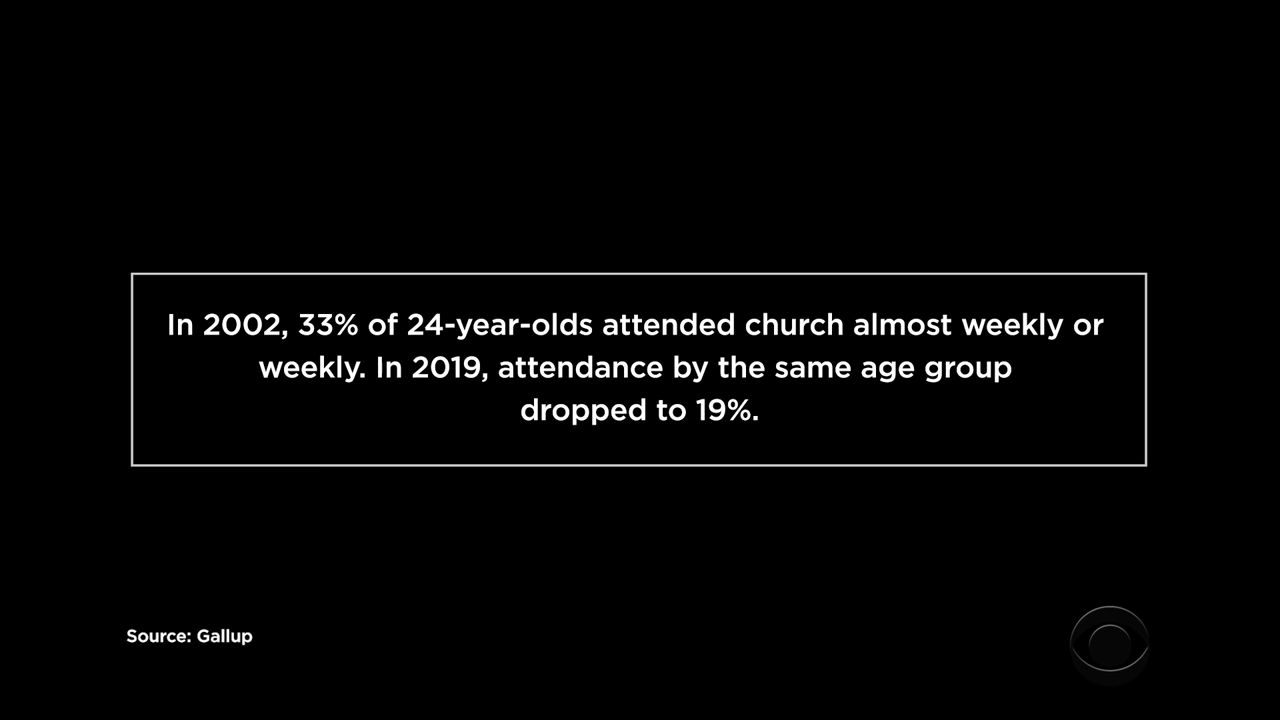 In 2002, 33% of 24-year-olds attended church almost weekly or
weekly. In 2019, attendance by the same age group
dropped to 19%.
Source: Gallup